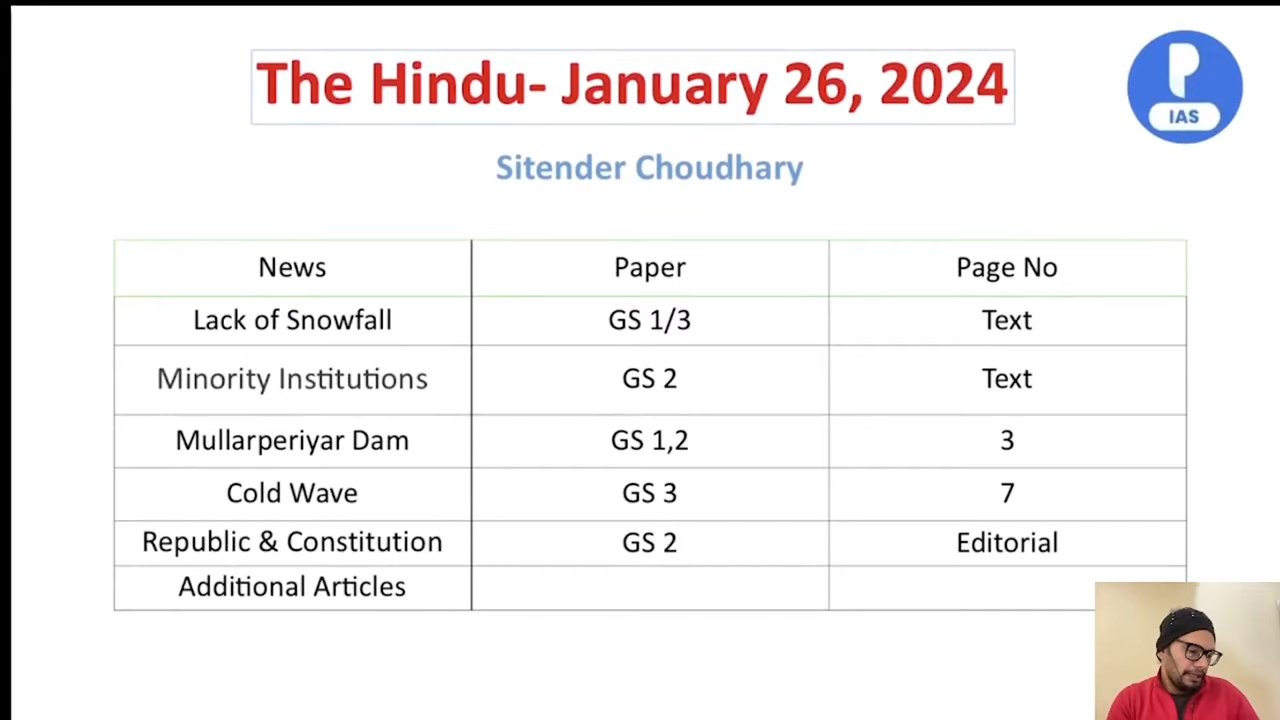 The Hindu- January 26, 2024
IAS
Sitender Choudhary
News Paper Page No
Lack of Snowfall GS 1/3 Text
Minority Institutions GS 2 Text
Mullarperiyar Dam GS 1,2 3
Cold Wave GS 3 7
Republic & Constitution GS 2 Editorial
Additional Articles